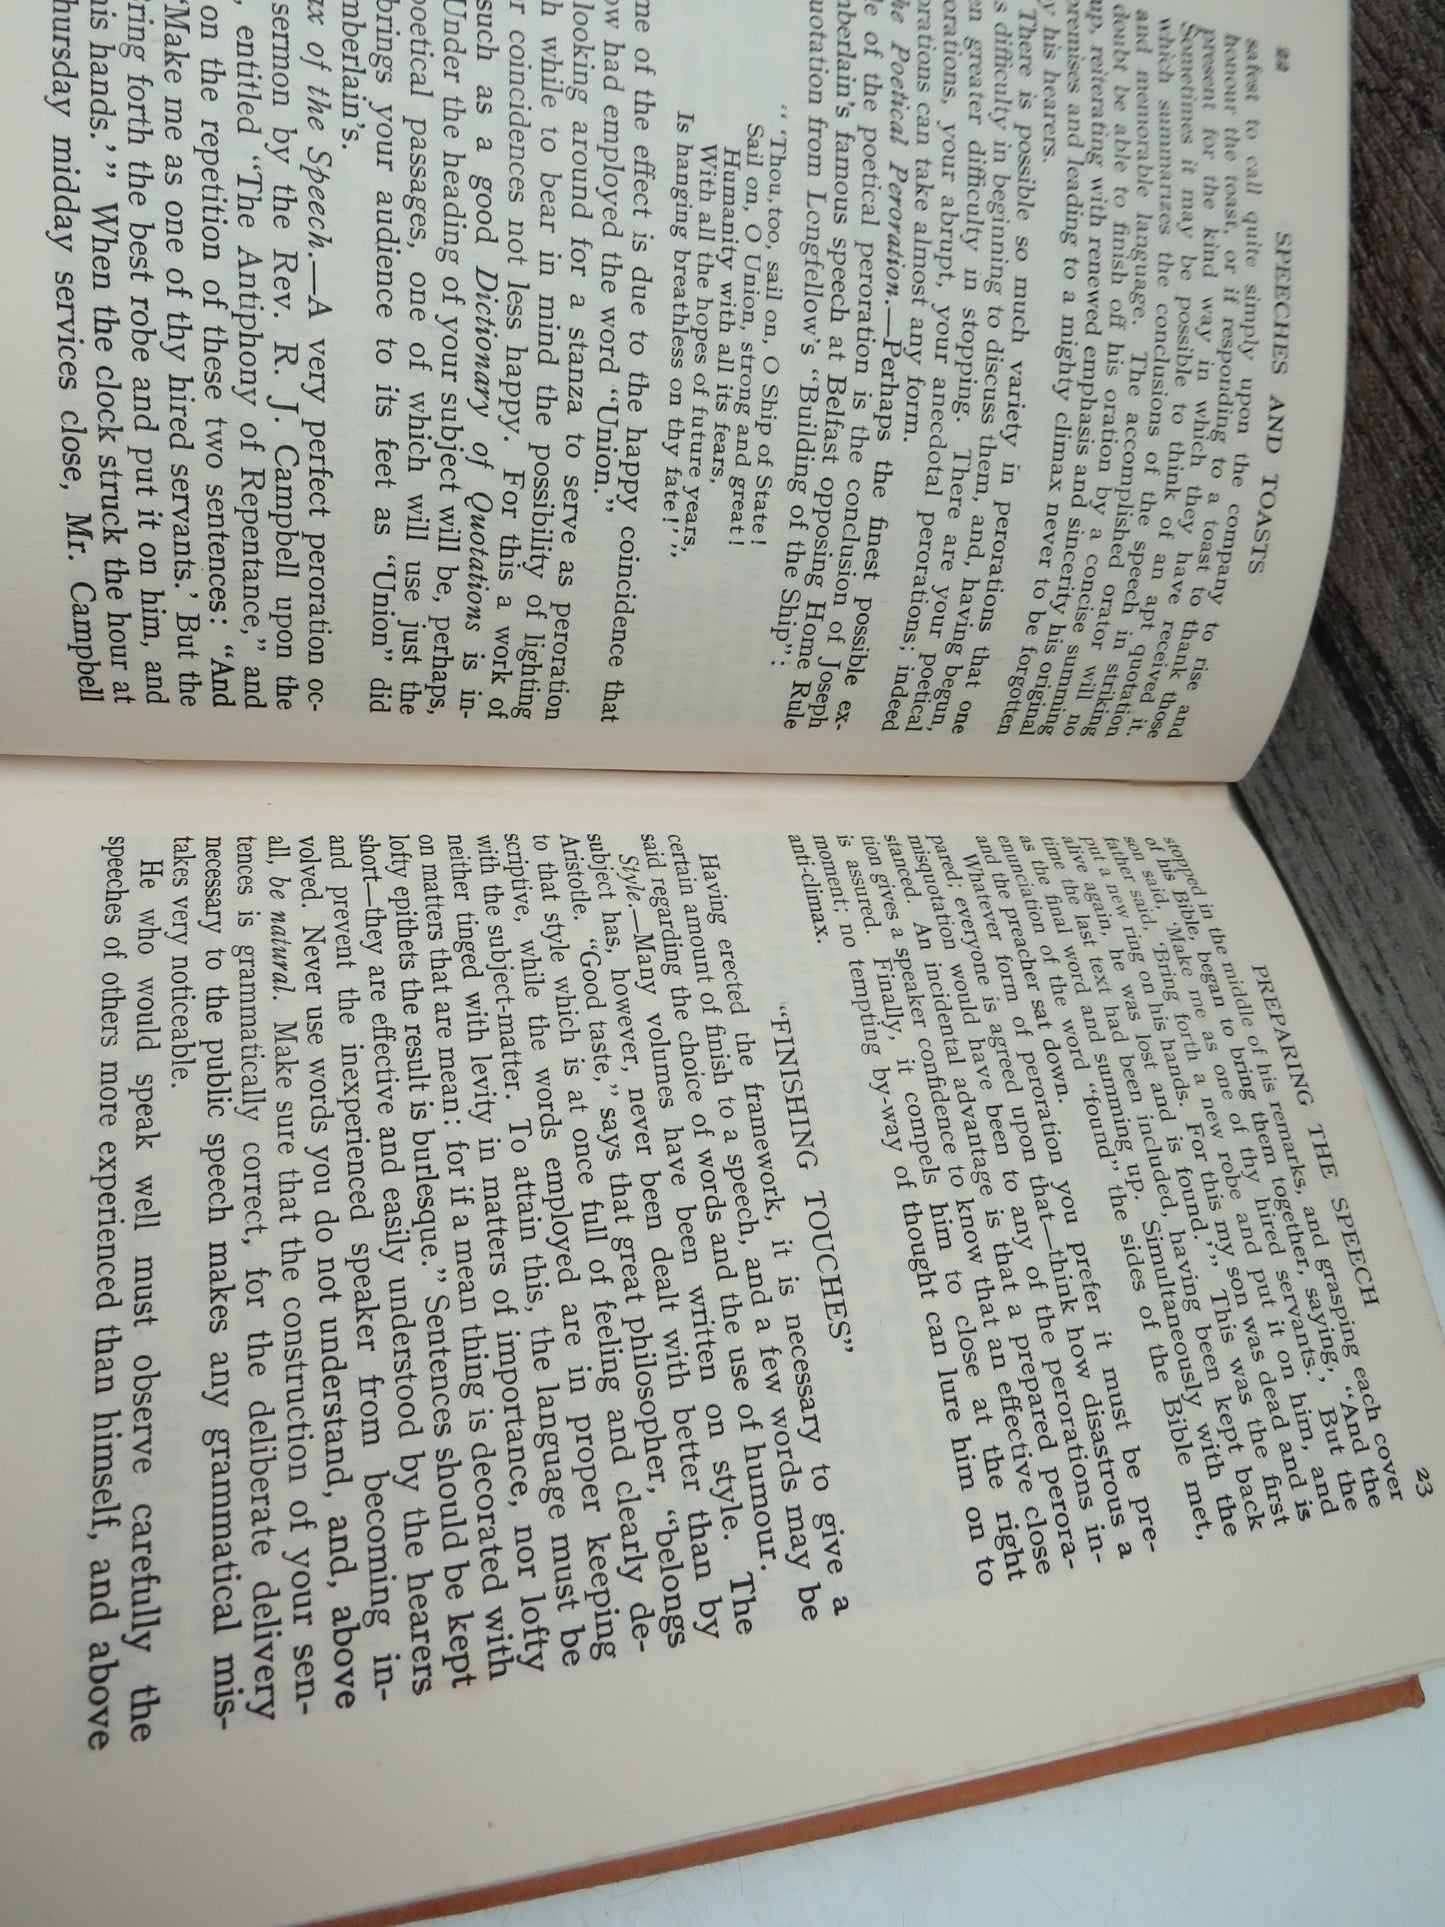 22
SPEECHES AND TOASTS
safest to call quite simply upon the company to rise and
honour the toast, or if responding to a toast to thank those
present for the kind way in which they have received it.
Sometimes it may be possible to think of an apt quotation
which summarizes the conclusions of the speech in striking
and memorable language. The accomplished orator will no
doubt be able to finish off his oration by a concise summing
up, reiterating with renewed emphasis and sincerity his original
premises and leading to a mighty climax never to be forgotten
y his hearers.
There is possible so much variety in perorations that one
s difficulty in beginning to discuss them, and, having begun,
en greater difficulty in stopping. There are your poetical
orations, your abrupt, your anecdotal perorations; indeed
orations can take almost any form.
he Poetical Peroration.—Perhaps the finest possible ex-
le of the poetical peroration is the conclusion of Joseph
mberlain's famous speech at Belfast opposing Home Rule
uotation from Longfellow's "Building of the Ship":
"'Thou, too, sail on, O Ship of State!
Sail on, O Union, strong and great!
Humanity with all its fears,
With all the hopes of future years,
Is hanging breathless on thy fate!'"
me of the effect is due to the happy coincidence that
ow had employed the word "Union."
looking around for a stanza to serve as peroration
h while to bear in mind the possibility of lighting
r coincidences not less happy. For this a work of
such as a good Dictionary of Quotations is in-
Under the heading of your subject will be, perhaps,
poetical passages, one of which will use just the
brings your audience to its feet as "Union" did
mberlain's.
ax of the Speech.—A very perfect peroration oc-
sermon by the Rev. R. J. Campbell upon the
, entitled "The Antiphony of Repentance," and
on the repetition of these two sentences: "And
'Make me as one of thy hired servants.' But the
Bring forth the best robe and put it on him, and
his hands.'" When the clock struck the hour at
hursday midday services close, Mr. Campbell
PREPARING THE SPEECH
23
stopped in the middle of his remarks, and grasping each cover
of his Bible, began to bring them together, saying, "And the
son said, 'Make me as one of thy hired servants.' But the
father said, 'Bring forth a new robe and put it on him, and
put a new ring on his hands. For this my son was dead and is
alive again, he was lost and is found.'" This was the first
time the last text had been included, having been kept back
as the final word and summing up. Simultaneously with the
enunciation of the word "found" the sides of the Bible met,
and the preacher sat down.
Whatever form of peroration you prefer it must be pre-
pared; everyone is agreed upon that—think how disastrous a
misquotation would have been to any of the perorations in-
stanced. An incidental advantage is that a prepared perora-
tion gives a speaker confidence to know that an effective close
is assured. Finally, it compels him to close at the right
moment; no tempting by-way of thought can lure him on to
anti-climax.
"FINISHING TOUCHES"
Having erected the framework, it is necessary to give a
certain amount of finish to a speech, and a few words may be
said regarding the choice of words and the use of humour.
Style.—Many volumes have been written on style. The
subject has, however, never been dealt with better than by
Aristotle. "Good taste," says that great philosopher, "belongs
to that style which is at once full of feeling and clearly de-
scriptive, while the words employed are in proper keeping
with the subject-matter. To attain this, the language must be
neither tinged with levity in matters of importance, nor lofty
on matters that are mean: for if a mean thing is decorated with
lofty epithets the result is burlesque." Sentences should be kept
short—they are effective and easily understood by the hearers
and prevent the inexperienced speaker from becoming in-
volved. Never use words you do not understand, and, above
all, be natural. Make sure that the construction of your sen-
tences is grammatically correct, for the deliberate delivery
necessary to the public speech makes any grammatical mis-
takes very noticeable.
He who would speak well must observe carefully the
speeches of others more experienced than himself, and above